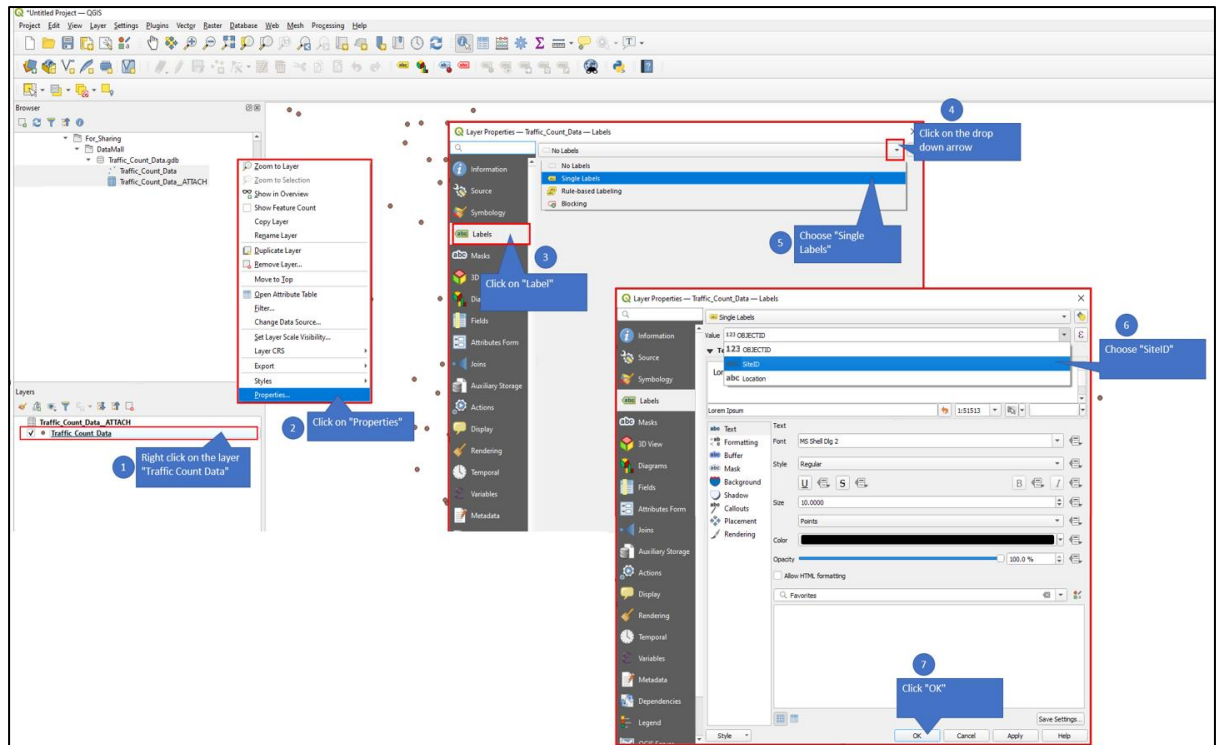 *Untitled Project — QGIS
Project Edit View Layer Settings Plugins Vector Raster Database Web Mesh Processing Help
Browser
For_Sharing
DataMall
Traffic_Count_Data.gdb
Traffic_Count_Data
Traffic_Count_Data__ATTACH
Layers
Traffic_Count_Data__ATTACH
Traffic Count Data
1
Right click on the layer
"Traffic Count Data"
Zoom to Layer
Zoom to Selection
Show in Overview
Show Feature Count
Copy Layer
Rename Layer
Duplicate Layer
Remove Layer...
Move to Top
Open Attribute Table
Filter...
Change Data Source...
Set Layer Scale Visibility...
Layer CRS
Export
Styles
Properties...
2
Click on "Properties"
Layer Properties — Traffic_Count_Data — Labels
No Labels
No Labels
Single Labels
Rule-based Labeling
Blocking
Information
Source
Symbology
Labels
Masks
3D
Dia
Fields
Attributes Form
Joins
Auxiliary Storage
Actions
Display
Rendering
Temporal
Variables
Metadata
3
Click on "Label"
4
Click on the drop
down arrow
5
Choose "Single
Labels"
Layer Properties — Traffic_Count_Data — Labels
Single Labels
Value 123 OBJECTID
123 OBJECTID
SiteID
abc Location
Lorem Ipsum
1:51513
Information
Source
Symbology
Labels
Masks
3D View
Diagrams
Fields
Attributes Form
Joins
Auxiliary Storage
Actions
Display
Rendering
Temporal
Variables
Metadata
Dependencies
Legend
Text
Formatting
Buffer
Mask
Background
Shadow
Callouts
Placement
Rendering
Text
Font MS Shell Dlg 2
Style Regular
U S B I
Size 10.0000
Points
Color
Opacity 100.0 %
Allow HTML formatting
Favorites
Save Settings...
Style OK Cancel Apply Help
6
Choose "SiteID"
7
Click "OK"